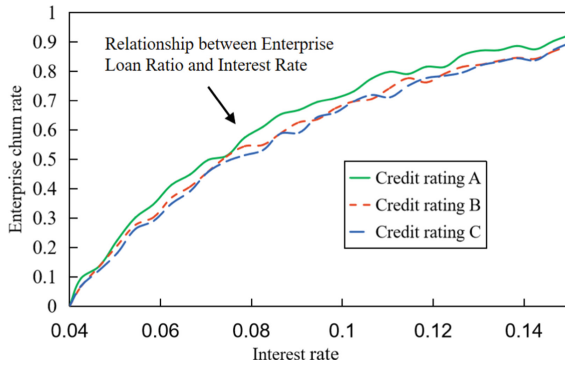 1
0.9
0.8
0.7
0.6
0.5
0.4
0.3
0.2
0.1
0
Enterprise churn rate
Relationship between Enterprise
Loan Ratio and Interest Rate
Credit rating A
Credit rating B
Credit rating C
0.04 0.06 0.08 0.1 0.12 0.14
Interest rate